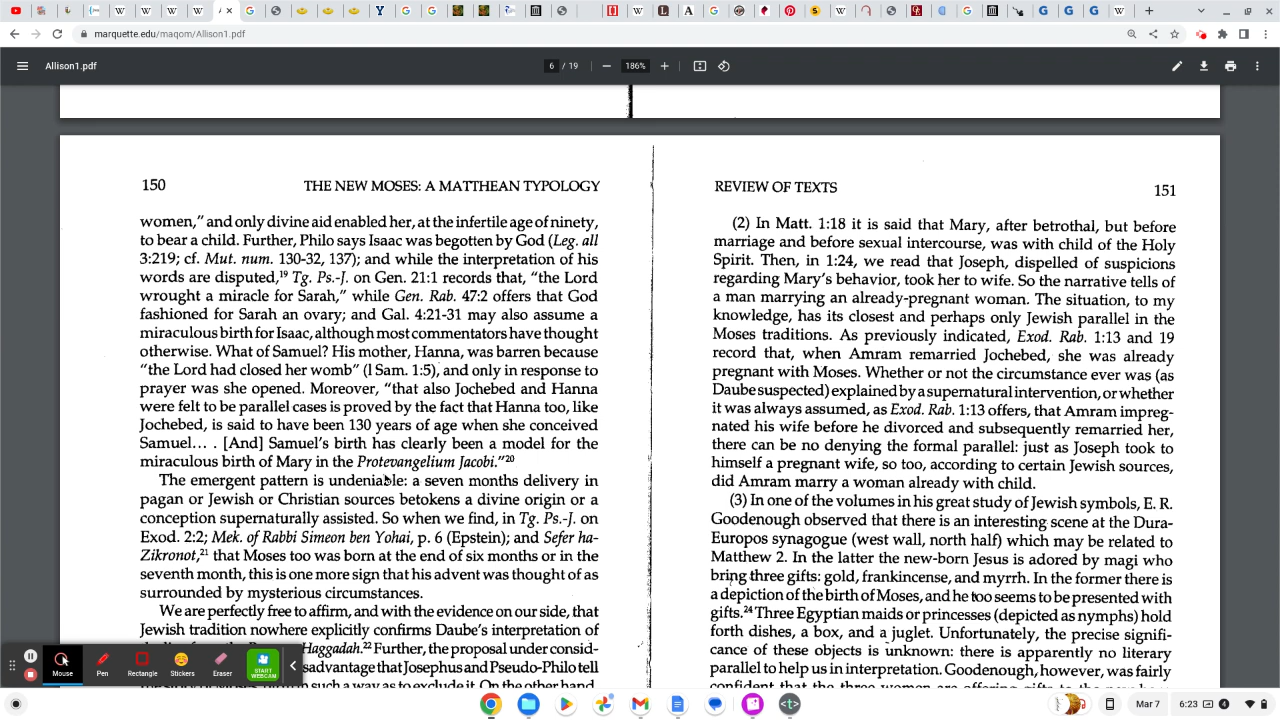 marquette.edu/maqom/Allison1.pdf
Allison1.pdf
6 / 19
186%
150
THE NEW MOSES: A MATTHEAN TYPOLOGY
women," and only divine aid enabled her, at the infertile age of ninety,
to bear a child. Further, Philo says Isaac was begotten by God (Leg. all
3:219; cf. Mut. num. 130-32, 137); and while the interpretation of his
words are disputed,19 Tg. Ps.-J. on Gen. 21:1 records that, "the Lord
wrought a miracle for Sarah," while Gen. Rab. 47:2 offers that God
fashioned for Sarah an ovary; and Gal. 4:21-31 may also assume a
miraculous birth for Isaac, although most commentators have thought
otherwise. What of Samuel? His mother, Hanna, was barren because
"the Lord had closed her womb" (l Sam. 1:5), and only in response to
prayer was she opened. Moreover, "that also Jochebed and Hanna
were felt to be parallel cases is proved by the fact that Hanna too, like
Jochebed, is said to have been 130 years of age when she conceived
Samuel... . [And] Samuel's birth has clearly been a model for the
miraculous birth of Mary in the Protevangelium Jacobi."20
The emergent pattern is undeniable: a seven months delivery in
pagan or Jewish or Christian sources betokens a divine origin or a
conception supernaturally assisted. So when we find, in Tg. Ps.-J. on
Exod. 2:2; Mek. of Rabbi Simeon ben Yohai, p. 6 (Epstein); and Sefer ha-
Zikronot,21 that Moses too was born at the end of six months or in the
seventh month, this is one more sign that his advent was thought of as
surrounded by mysterious circumstances.
We are perfectly free to affirm, and with the evidence on our side, that
Jewish tradition nowhere explicitly confirms Daube's interpretation of
Haggadah.22 Further, the proposal under consid-
sadvantage that Josephus and Pseudo-Philo tell
such a way as to exclude it. On the other hand,
REVIEW OF TEXTS
151
(2) In Matt. 1:18 it is said that Mary, after betrothal, but before
marriage and before sexual intercourse, was with child of the Holy
Spirit. Then, in 1:24, we read that Joseph, dispelled of suspicions
regarding Mary's behavior, took her to wife. So the narrative tells of
a man marrying an already-pregnant woman. The situation, to my
knowledge, has its closest and perhaps only Jewish parallel in the
Moses traditions. As previously indicated, Exod. Rab. 1:13 and 19
record that, when Amram remarried Jochebed, she was already
pregnant with Moses. Whether or not the circumstance ever was (as
Daube suspected) explained by a supernatural intervention, or whether
it was always assumed, as Exod. Rab. 1:13 offers, that Amram impreg-
nated his wife before he divorced and subsequently remarried her,
there can be no denying the formal parallel: just as Joseph took to
himself a pregnant wife, so too, according to certain Jewish sources,
did Amram marry a woman already with child.
(3) In one of the volumes in his great study of Jewish symbols, E. R.
Goodenough observed that there is an interesting scene at the Dura-
Europos synagogue (west wall, north half) which may be related to
Matthew 2. In the latter the new-born Jesus is adored by magi who
bring three gifts: gold, frankincense, and myrrh. In the former there is
a depiction of the birth of Moses, and he too seems to be presented with
gifts.24 Three Egyptian maids or princesses (depicted as nymphs) hold
forth dishes, a box, and a juglet. Unfortunately, the precise signifi-
cance of these objects is unknown: there is apparently no literary
parallel to help us in interpretation. Goodenough, however, was fairly
confident that the three women are offering gifts to the
Mouse
Pen
Rectangle
Stickers
Eraser
START WEBCAM
Mar 7
6:23